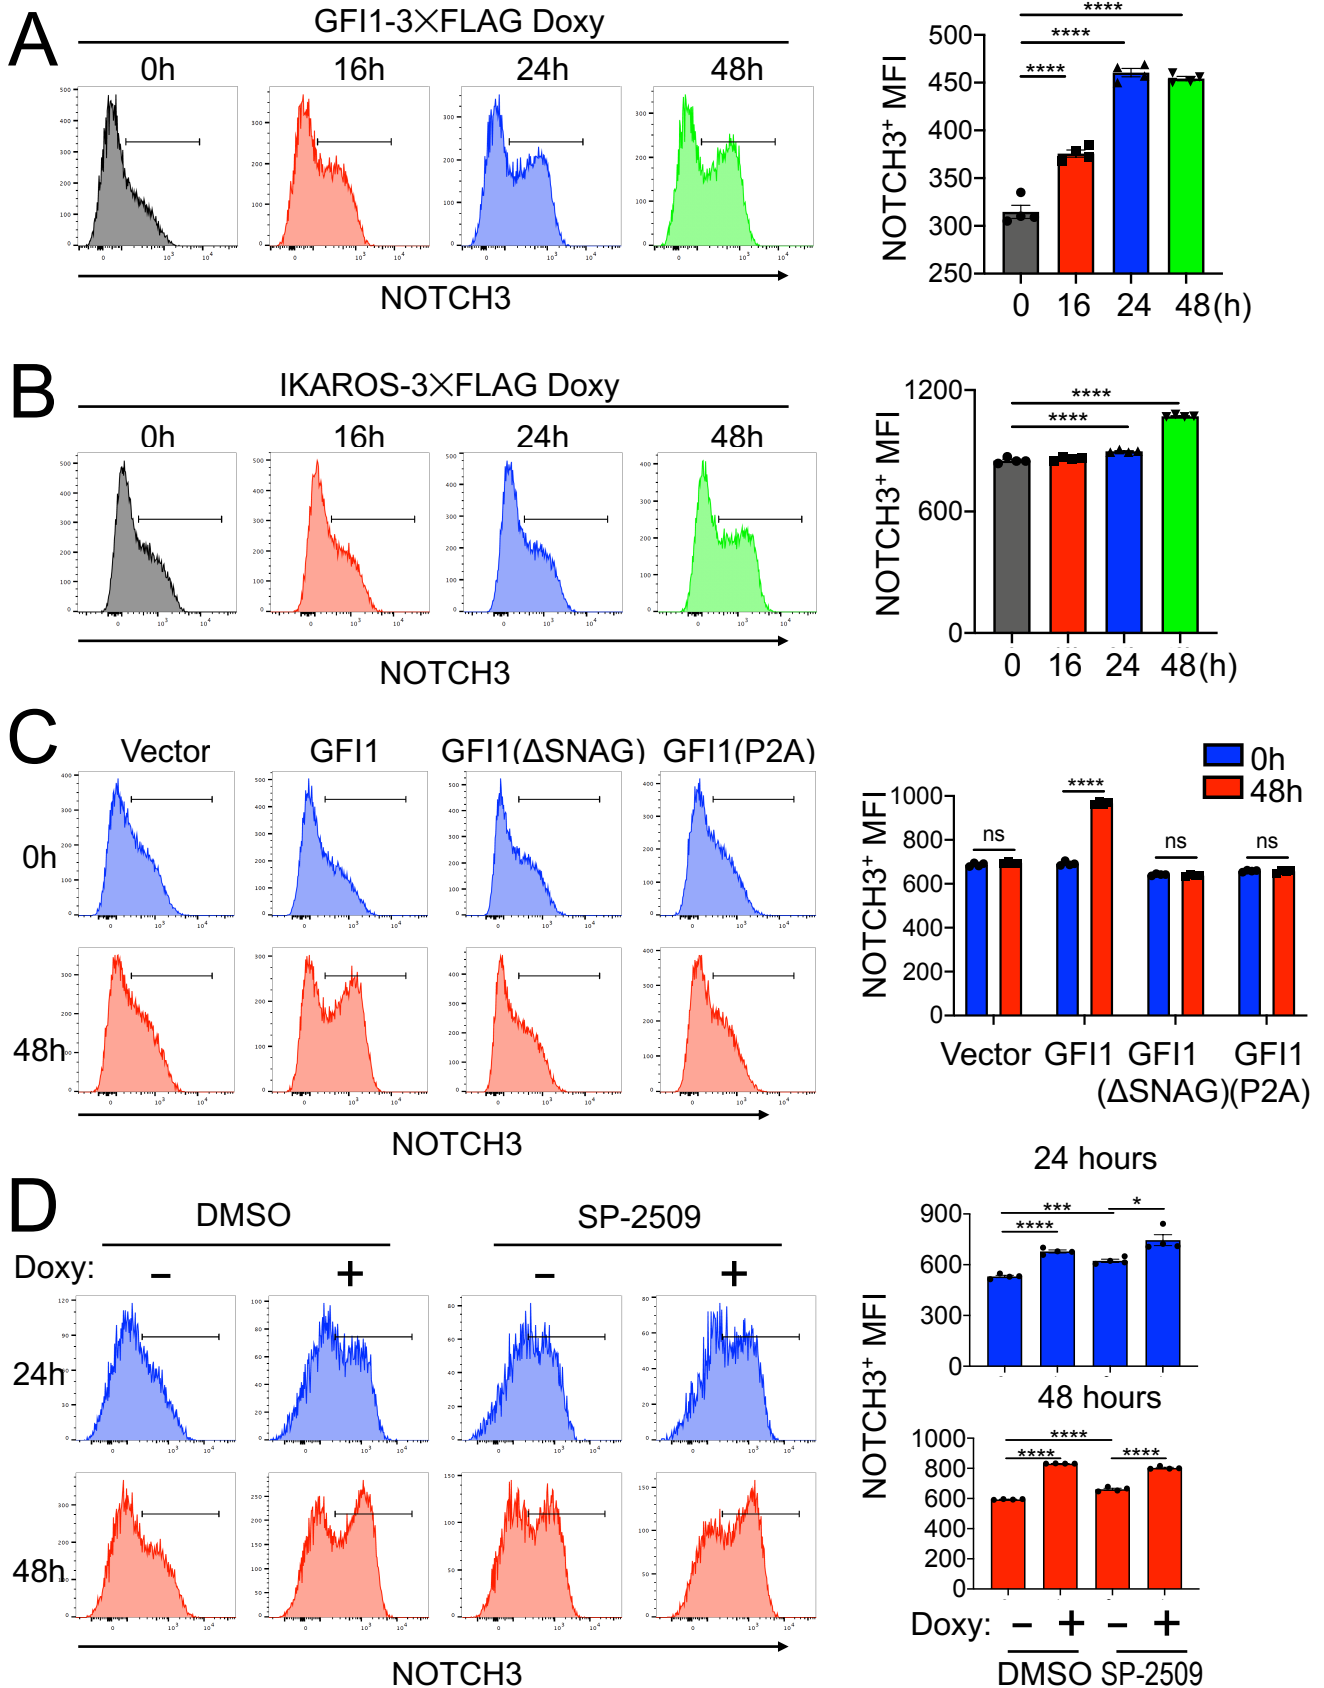 A
GFI1-3×FLAG Doxy
0h 16h 24h 48h
NOTCH3
NOTCH3+ MFI
500
450
400
350
300
250
**** **** ****
0 16 24 48 (h)
B
IKAROS-3×FLAG Doxy
0h 16h 24h 48h
NOTCH3
NOTCH3+ MFI
1200
600
0
**** ****
0 16 24 48 (h)
C
Vector GFI1 GFI1(ΔSNAG) GFI1(P2A)
0h
48h
NOTCH3
NOTCH3+ MFI
0h
48h
1000
800
600
400
200
0
ns **** ns ns
Vector GFI1 GFI1 GFI1
(ΔSNAG) (P2A)
D
DMSO SP-2509
Doxy: − + − +
24h
48h
NOTCH3
NOTCH3+ MFI
24 hours
900
600
300
0
*** **** *
48 hours
1000
800
600
400
200
0
**** **** ****
Doxy: − + − +
DMSO SP-2509